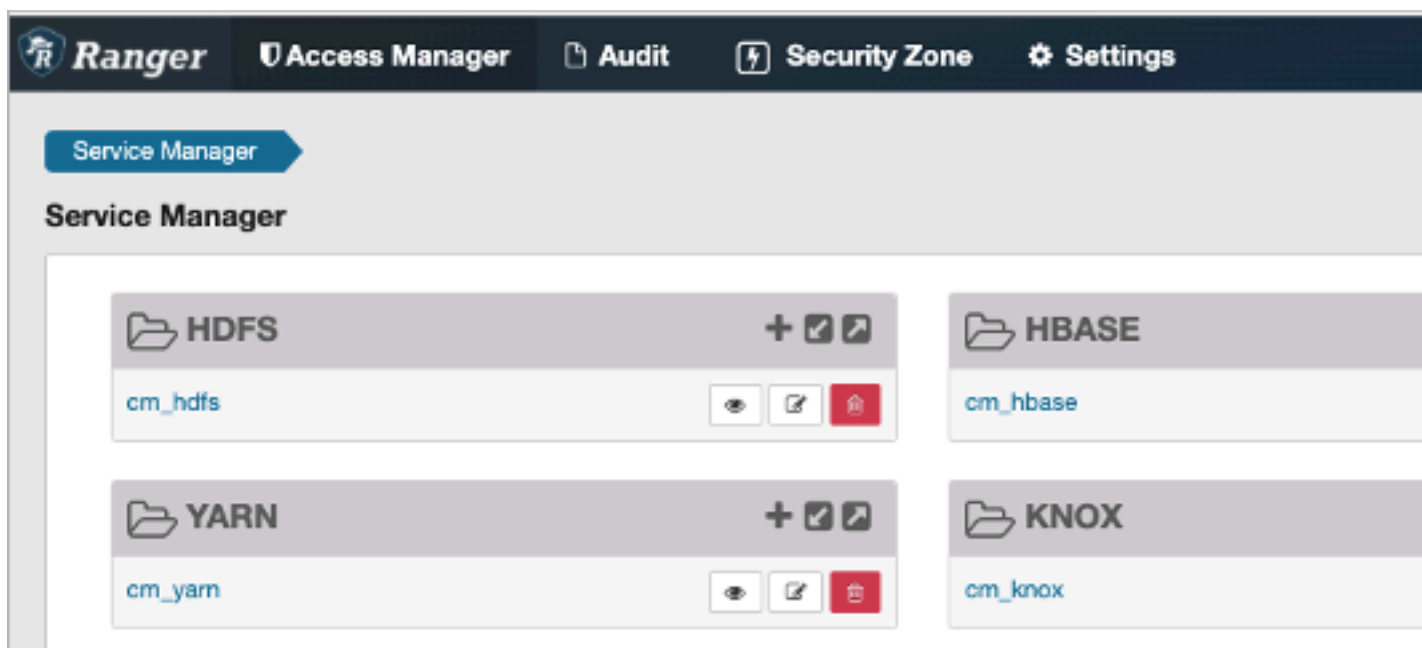 Ranger Access Manager Audit Security Zone Settings
Service Manager
Service Manager
HDFS HBASE
cm_hdfs cm_hbase
YARN KNOX
cm_yarn cm_knox